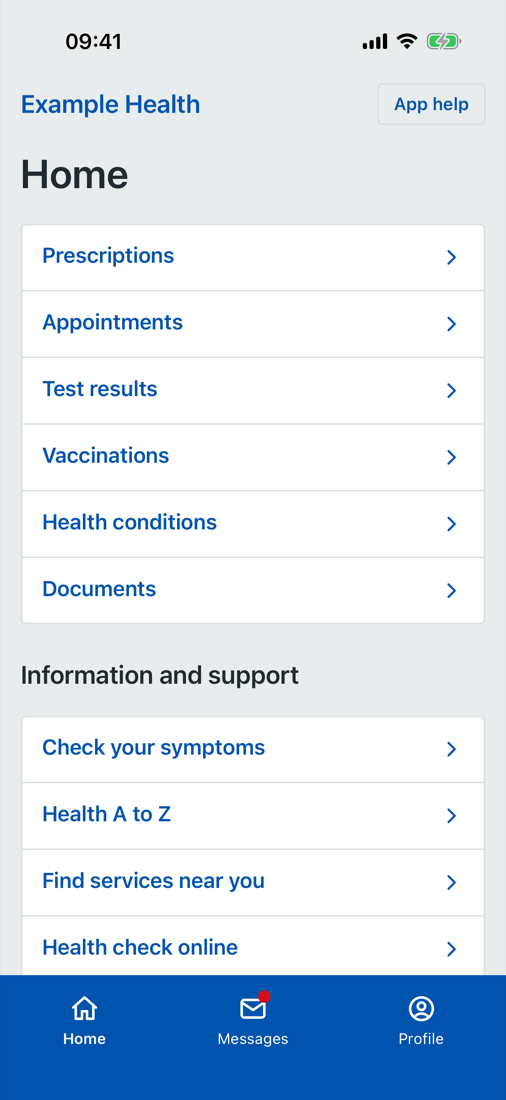 09:41
Example Health
App help
Home
Prescriptions
Appointments
Test results
Vaccinations
Health conditions
Documents
Information and support
Check your symptoms
Health A to Z
Find services near you
Health check online
Home
Messages
Profile